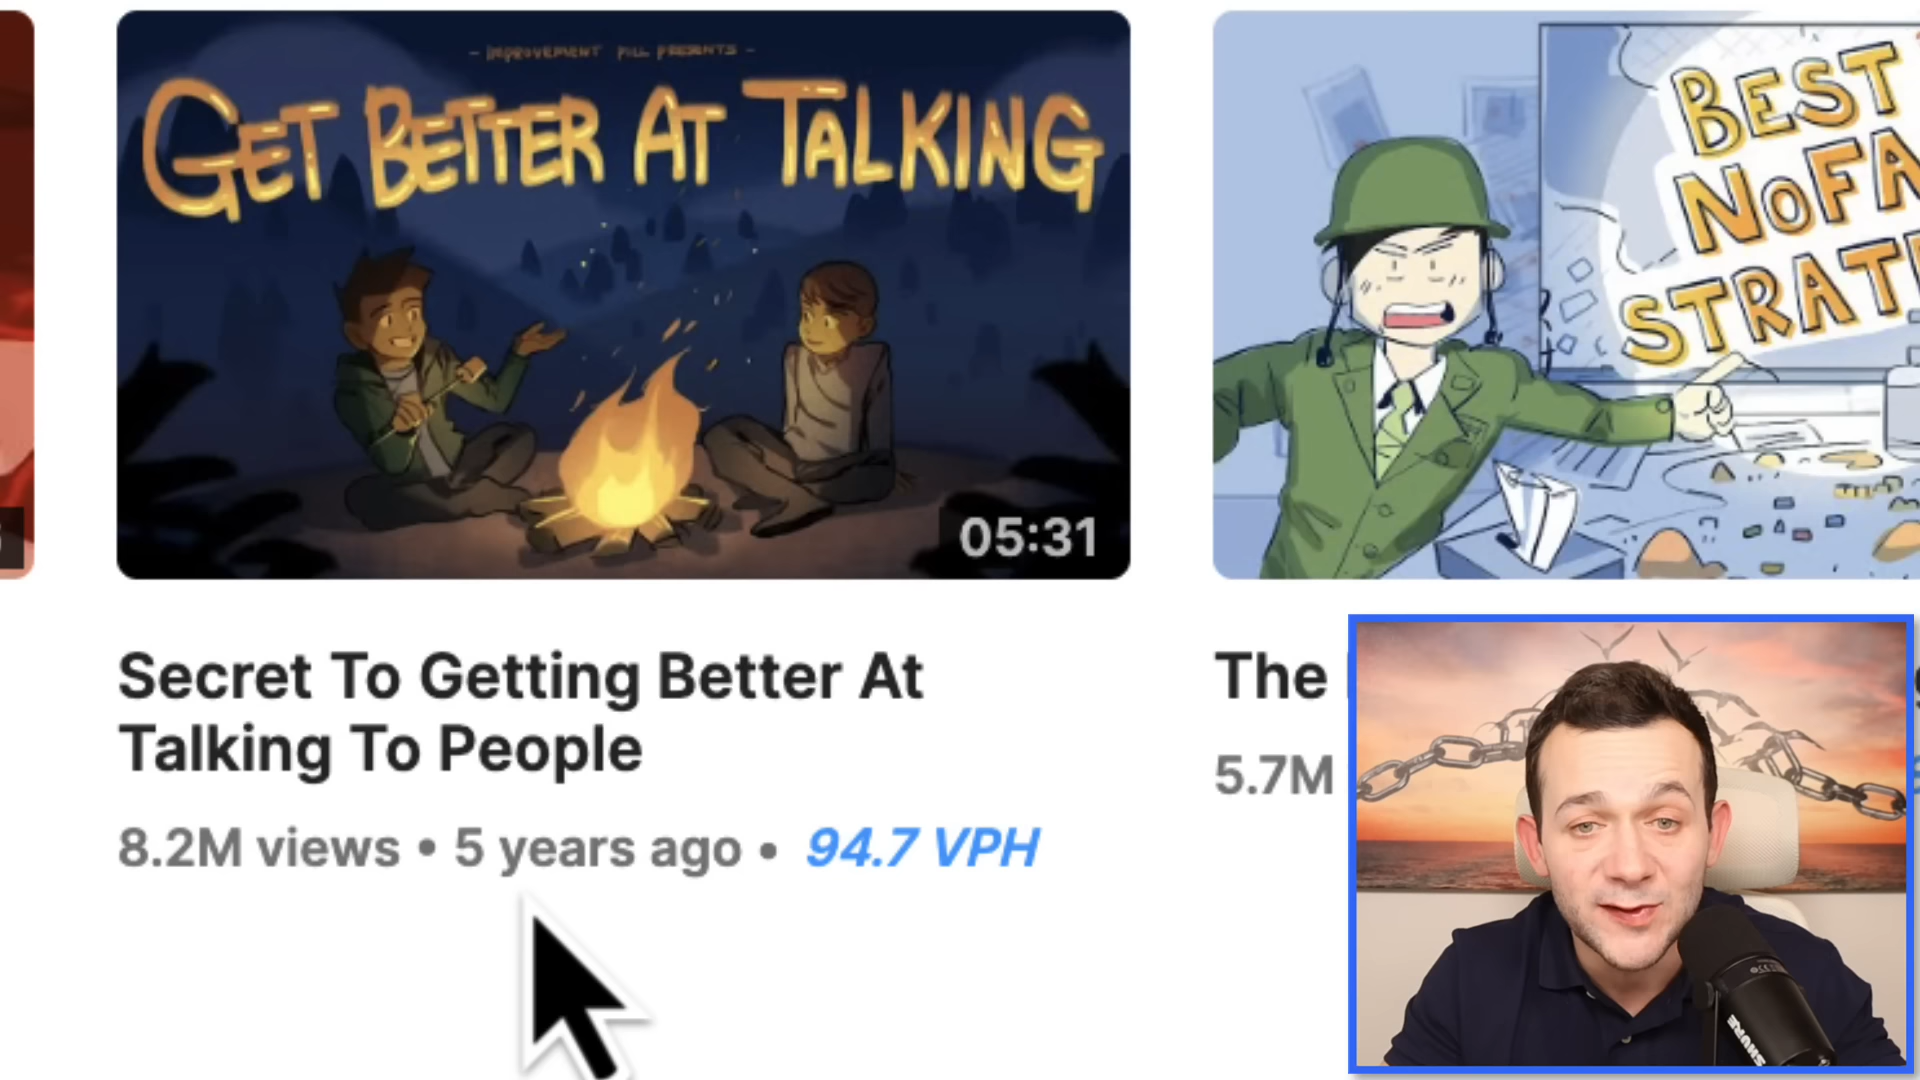 - IMPROVEMENT PILL PRESENTS -
GET BETTER AT TALKING
05:31
Secret To Getting Better At
Talking To People
8.2M views • 5 years ago • 94.7 VPH
BEST
NOFA
STRAT
The
5.7M
SHURE